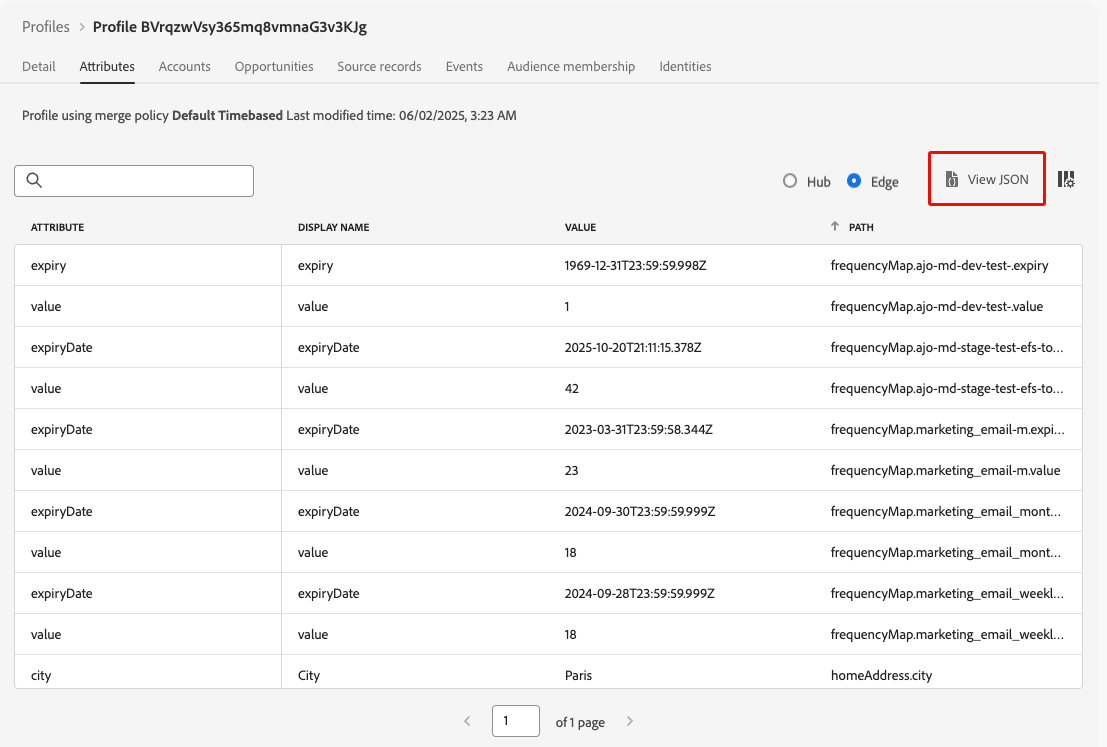 Profiles > Profile BVrqzwVsy365mq8vmnaG3v3KJg
Detail Attributes Accounts Opportunities Source records Events Audience membership Identities
Profile using merge policy Default Timebased Last modified time: 06/02/2025, 3:23 AM
Hub Edge View JSON
ATTRIBUTE DISPLAY NAME VALUE ↑ PATH
expiry expiry 1969-12-31T23:59:59.998Z frequencyMap.ajo-md-dev-test-.expiry
value value 1 frequencyMap.ajo-md-dev-test-.value
expiryDate expiryDate 2025-10-20T21:11:15.378Z frequencyMap.ajo-md-stage-test-efs-to...
value value 42 frequencyMap.ajo-md-stage-test-efs-to...
expiryDate expiryDate 2023-03-31T23:59:58.344Z frequencyMap.marketing_email-m.expi...
value value 23 frequencyMap.marketing_email-m.value
expiryDate expiryDate 2024-09-30T23:59:59.999Z frequencyMap.marketing_email_mont...
value value 18 frequencyMap.marketing_email_mont...
expiryDate expiryDate 2024-09-28T23:59:59.999Z frequencyMap.marketing_email_weekl...
value value 18 frequencyMap.marketing_email_weekl...
city City Paris homeAddress.city
< 1 of 1 page >